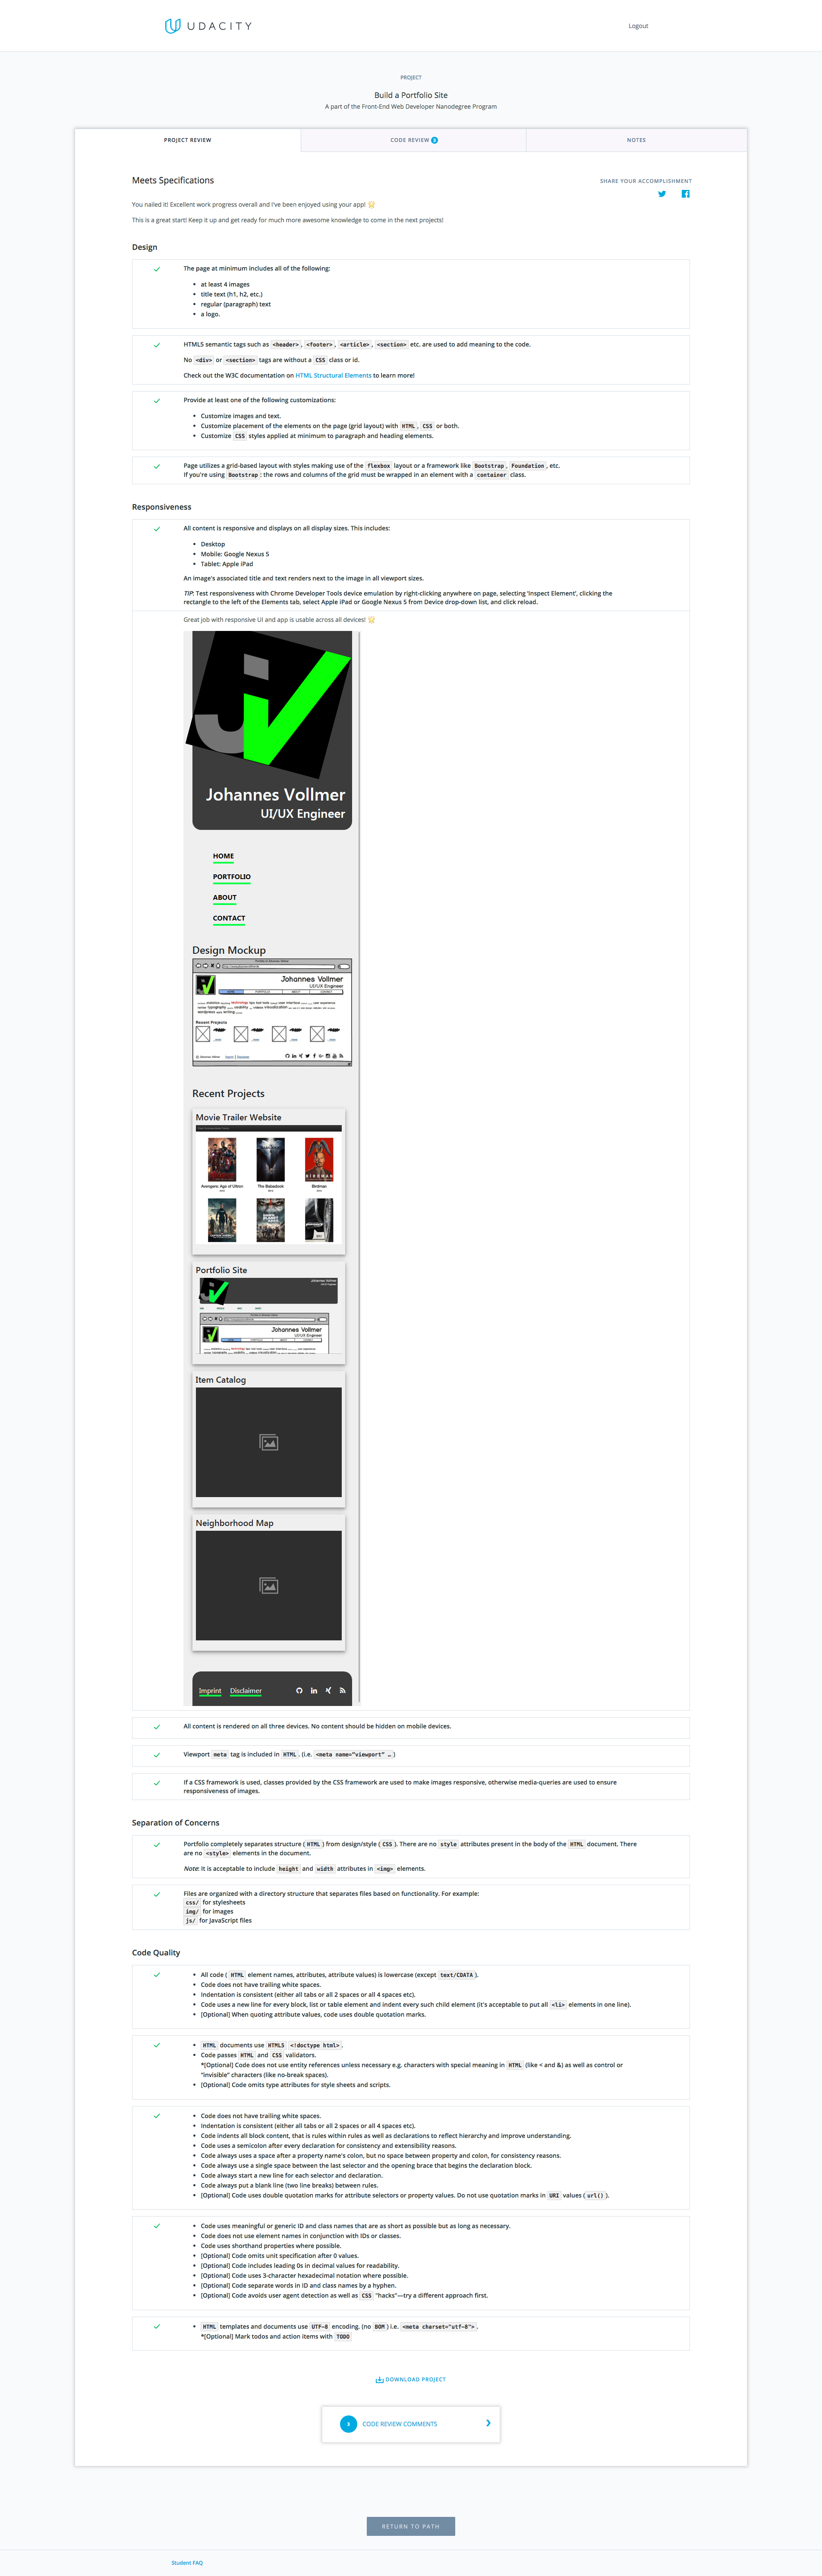 UDACITY
Logout
PROJECT
Build a Portfolio Site
A part of the Front-End Web Developer Nanodegree Program
PROJECT REVIEW
CODE REVIEW 3
NOTES
Meets Specifications
SHARE YOUR ACCOMPLISHMENT
You nailed it! Excellent work progress overall and I've been enjoyed using your app!
This is a great start! Keep it up and get ready for much more awesome knowledge to come in the next projects!
Design
The page at minimum includes all of the following:
• at least 4 images
• title text (h1, h2, etc.)
• regular (paragraph) text
• a logo.
HTML5 semantic tags such as <header>, <footer>, <article>, <section> etc. are used to add meaning to the code.
No <div> or <section> tags are without a CSS class or id.
Check out the W3C documentation on HTML Structural Elements to learn more!
Provide at least one of the following customizations:
• Customize images and text.
• Customize placement of the elements on the page (grid layout) with HTML, CSS or both.
• Customize CSS styles applied at minimum to paragraph and heading elements.
Page utilizes a grid-based layout with styles making use of the flexbox layout or a framework like Bootstrap, Foundation, etc.
If you're using Bootstrap: the rows and columns of the grid must be wrapped in an element with a container class.
Responsiveness
All content is responsive and displays on all display sizes. This includes:
• Desktop
• Mobile: Google Nexus 5
• Tablet: Apple iPad
An image's associated title and text renders next to the image in all viewport sizes.
TIP: Test responsiveness with Chrome Developer Tools device emulation by right-clicking anywhere on page, selecting 'Inspect Element', clicking the
rectangle to the left of the Elements tab, select Apple iPad or Google Nexus 5 from Device drop-down list, and click reload.
Great job with responsive UI and app is usable across all devices!
Johannes Vollmer
UI/UX Engineer
HOME
PORTFOLIO
ABOUT
CONTACT
Design Mockup
Johannes Vollmer
UI/UX Engineer
HOME PORTFOLIO ABOUT CONTACT
Recent Projects
Recent Projects
Movie Trailer Website
Avengers: Age of Ultron The Babadook Birdman
Portfolio Site
Johannes Vollmer
Johannes Vollmer
UI/UX Engineer
Item Catalog
Neighborhood Map
Imprint Disclaimer
All content is rendered on all three devices. No content should be hidden on mobile devices.
Viewport meta tag is included in HTML. (i.e. <meta name="viewport" …)
If a CSS framework is used, classes provided by the CSS framework are used to make images responsive, otherwise media-queries are used to ensure
responsiveness of images.
Separation of Concerns
Portfolio completely separates structure (HTML) from design/style (CSS). There are no style attributes present in the body of the HTML document. There
are no <style> elements in the document.
Note: It is acceptable to include height and width attributes in <img> elements.
Files are organized with a directory structure that separates files based on functionality. For example:
css/ for stylesheets
img/ for images
js/ for JavaScript files
Code Quality
• All code (HTML element names, attributes, attribute values) is lowercase (except text/CDATA).
• Code does not have trailing white spaces.
• Indentation is consistent (either all tabs or all 2 spaces or all 4 spaces etc).
• Code uses a new line for every block, list or table element and indent every such child element (it's acceptable to put all <li> elements in one line).
• [Optional] When quoting attribute values, code uses double quotation marks.
• HTML documents use HTML5 <!doctype html>.
• Code passes HTML and CSS validators.
*[Optional] Code does not use entity references unless necessary e.g. characters with special meaning in HTML (like < and &) as well as control or
"invisible" characters (like no-break spaces).
• [Optional] Code omits type attributes for style sheets and scripts.
• Code does not have trailing white spaces.
• Indentation is consistent (either all tabs or all 2 spaces or all 4 spaces etc).
• Code indents all block content, that is rules within rules as well as declarations to reflect hierarchy and improve understanding.
• Code uses a semicolon after every declaration for consistency and extensibility reasons.
• Code always uses a space after a property name's colon, but no space between property and colon, for consistency reasons.
• Code always use a single space between the last selector and the opening brace that begins the declaration block.
• Code always start a new line for each selector and declaration.
• Code always put a blank line (two line breaks) between rules.
• [Optional] Code uses double quotation marks for attribute selectors or property values. Do not use quotation marks in URI values (url()).
• Code uses meaningful or generic ID and class names that are as short as possible but as long as necessary.
• Code does not use element names in conjunction with IDs or classes.
• Code uses shorthand properties where possible.
• [Optional] Code omits unit specification after 0 values.
• [Optional] Code includes leading 0s in decimal values for readability.
• [Optional] Code uses 3-character hexadecimal notation where possible.
• [Optional] Code separate words in ID and class names by a hyphen.
• [Optional] Code avoids user agent detection as well as CSS "hacks"—try a different approach first.
• HTML templates and documents use UTF-8 encoding. (no BOM) i.e. <meta charset="utf-8">.
*[Optional] Mark todos and action items with TODO
DOWNLOAD PROJECT
3 CODE REVIEW COMMENTS
RETURN TO PATH
Student FAQ